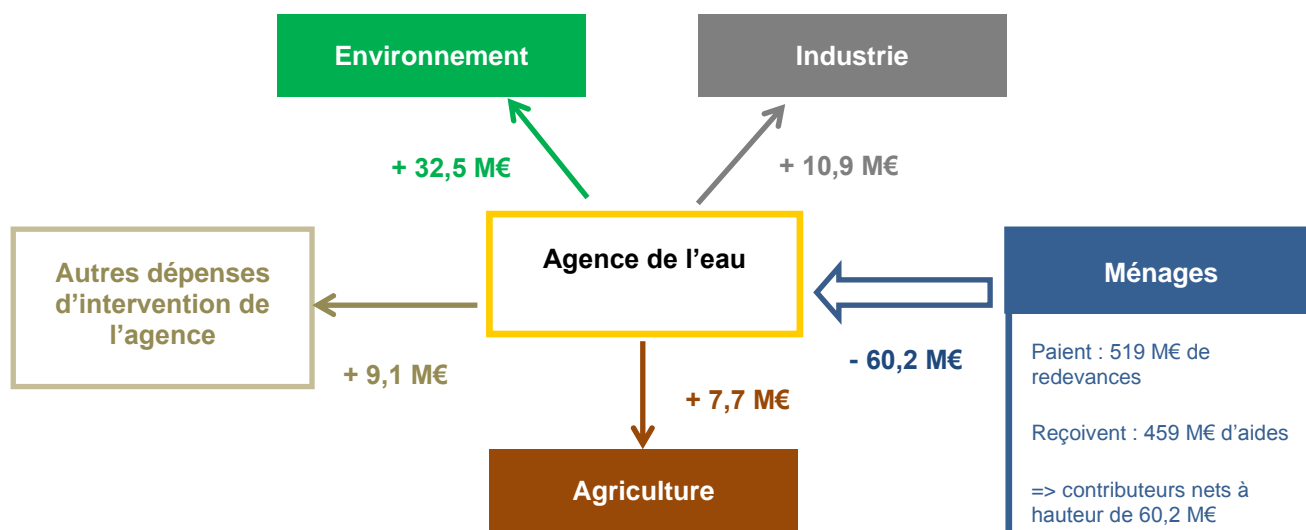 Environnement
Industrie
+ 32,5 M€
+ 10,9 M€
Autres dépenses
d’intervention de
l’agence
Agence de l’eau
Ménages
+ 9,1 M€
- 60,2 M€
+ 7,7 M€
Paient : 519 M€ de
redevances
Reçoivent : 459 M€ d’aides
=> contributeurs nets à
hauteur de 60,2 M€
Agriculture